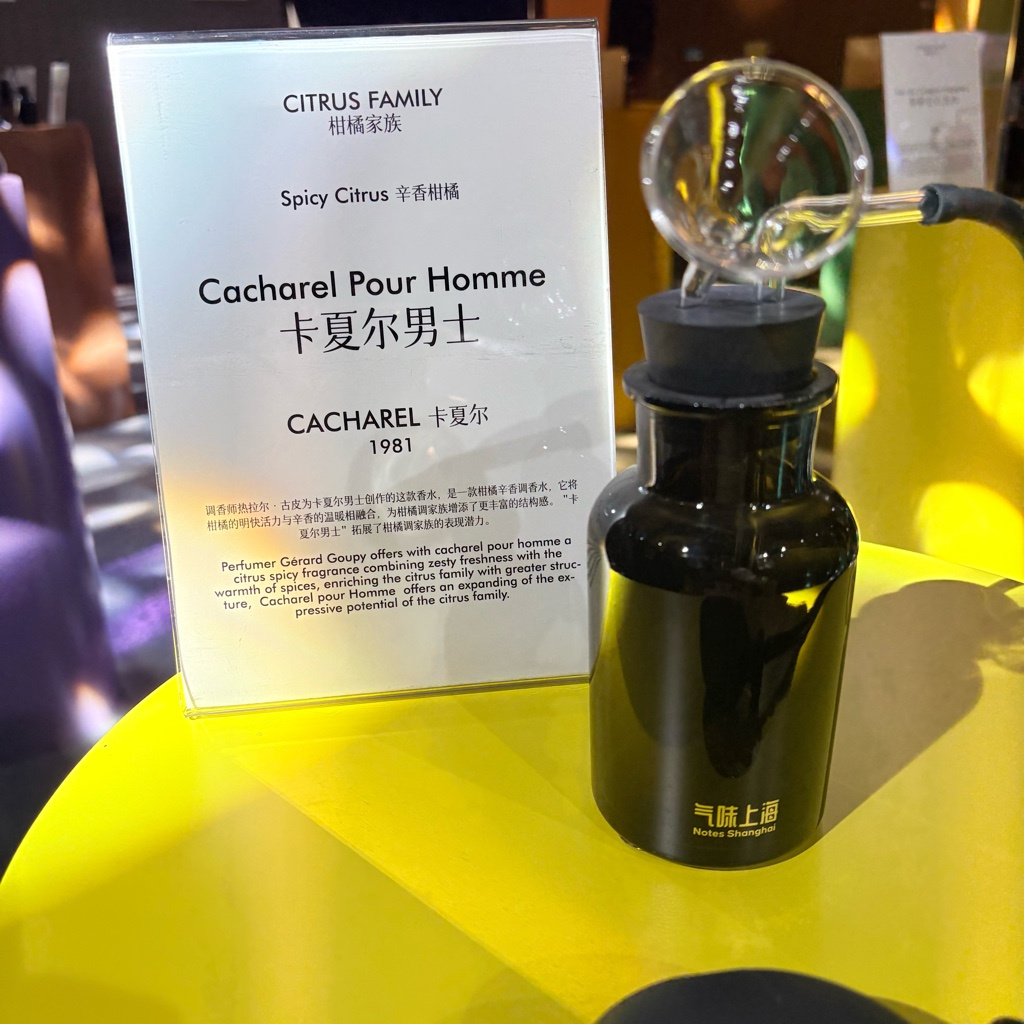 CITRUS FAMILY
柑橘家族
Spicy Citrus 辛香柑橘
Cacharel Pour Homme
卡夏尔男士
CACHAREL 卡夏尔
1981
调香师热拉尔·古皮为卡夏尔男士创作的这款香水，是一款柑橘辛香调香水，它将
柑橘的明快活力与辛香的温暖相融合，为柑橘调家族增添了更丰富的结构感。“卡
夏尔男士”拓展了柑橘调家族的表现潜力。
Perfumer Gérard Goupy offers with cacharel pour homme a
citrus spicy fragrance combining zesty freshness with the
warmth of spices, enriching the citrus family with greater struc-
ture, Cacharel pour Homme offers an expanding of the ex-
pressive potential of the citrus family.
气味上海
Notes Shanghai